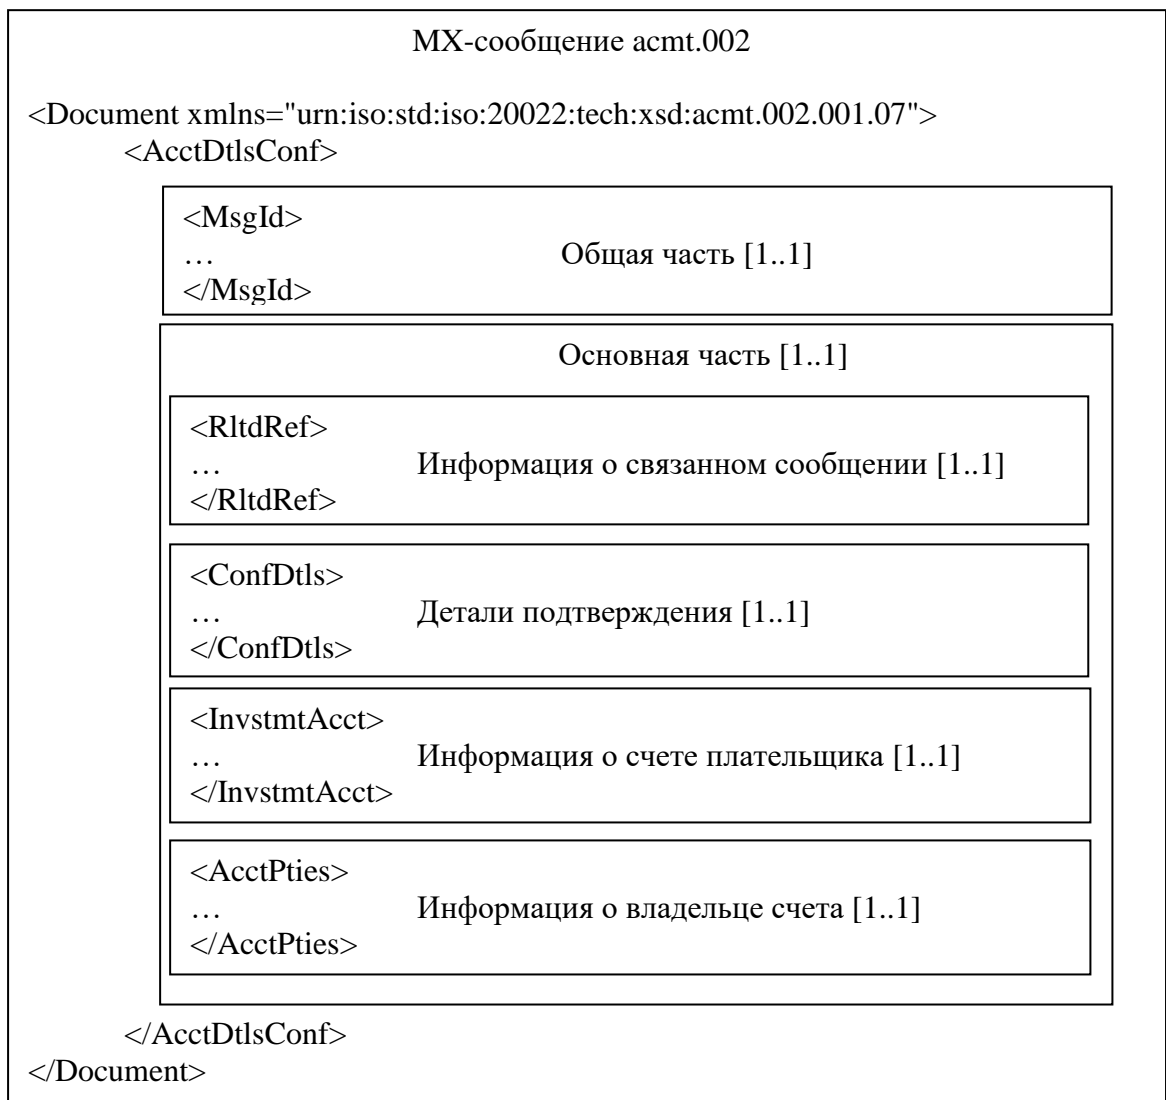 MX-сообщение acmt.002
<Document xmlns="urn:iso:std:iso:20022:tech:xsd:acmt.002.001.07">
<AcctDtlsConf>
<MsgId>
… Общая часть [1..1]
</MsgId>
Основная часть [1..1]
<RltdRef>
… Информация о связанном сообщении [1..1]
</RltdRef>
<ConfDtls>
… Детали подтверждения [1..1]
</ConfDtls>
<InvstmtAcct>
… Информация о счете плательщика [1..1]
</InvstmtAcct>
<AcctPties>
… Информация о владельце счета [1..1]
</AcctPties>
</AcctDtlsConf>
</Document>